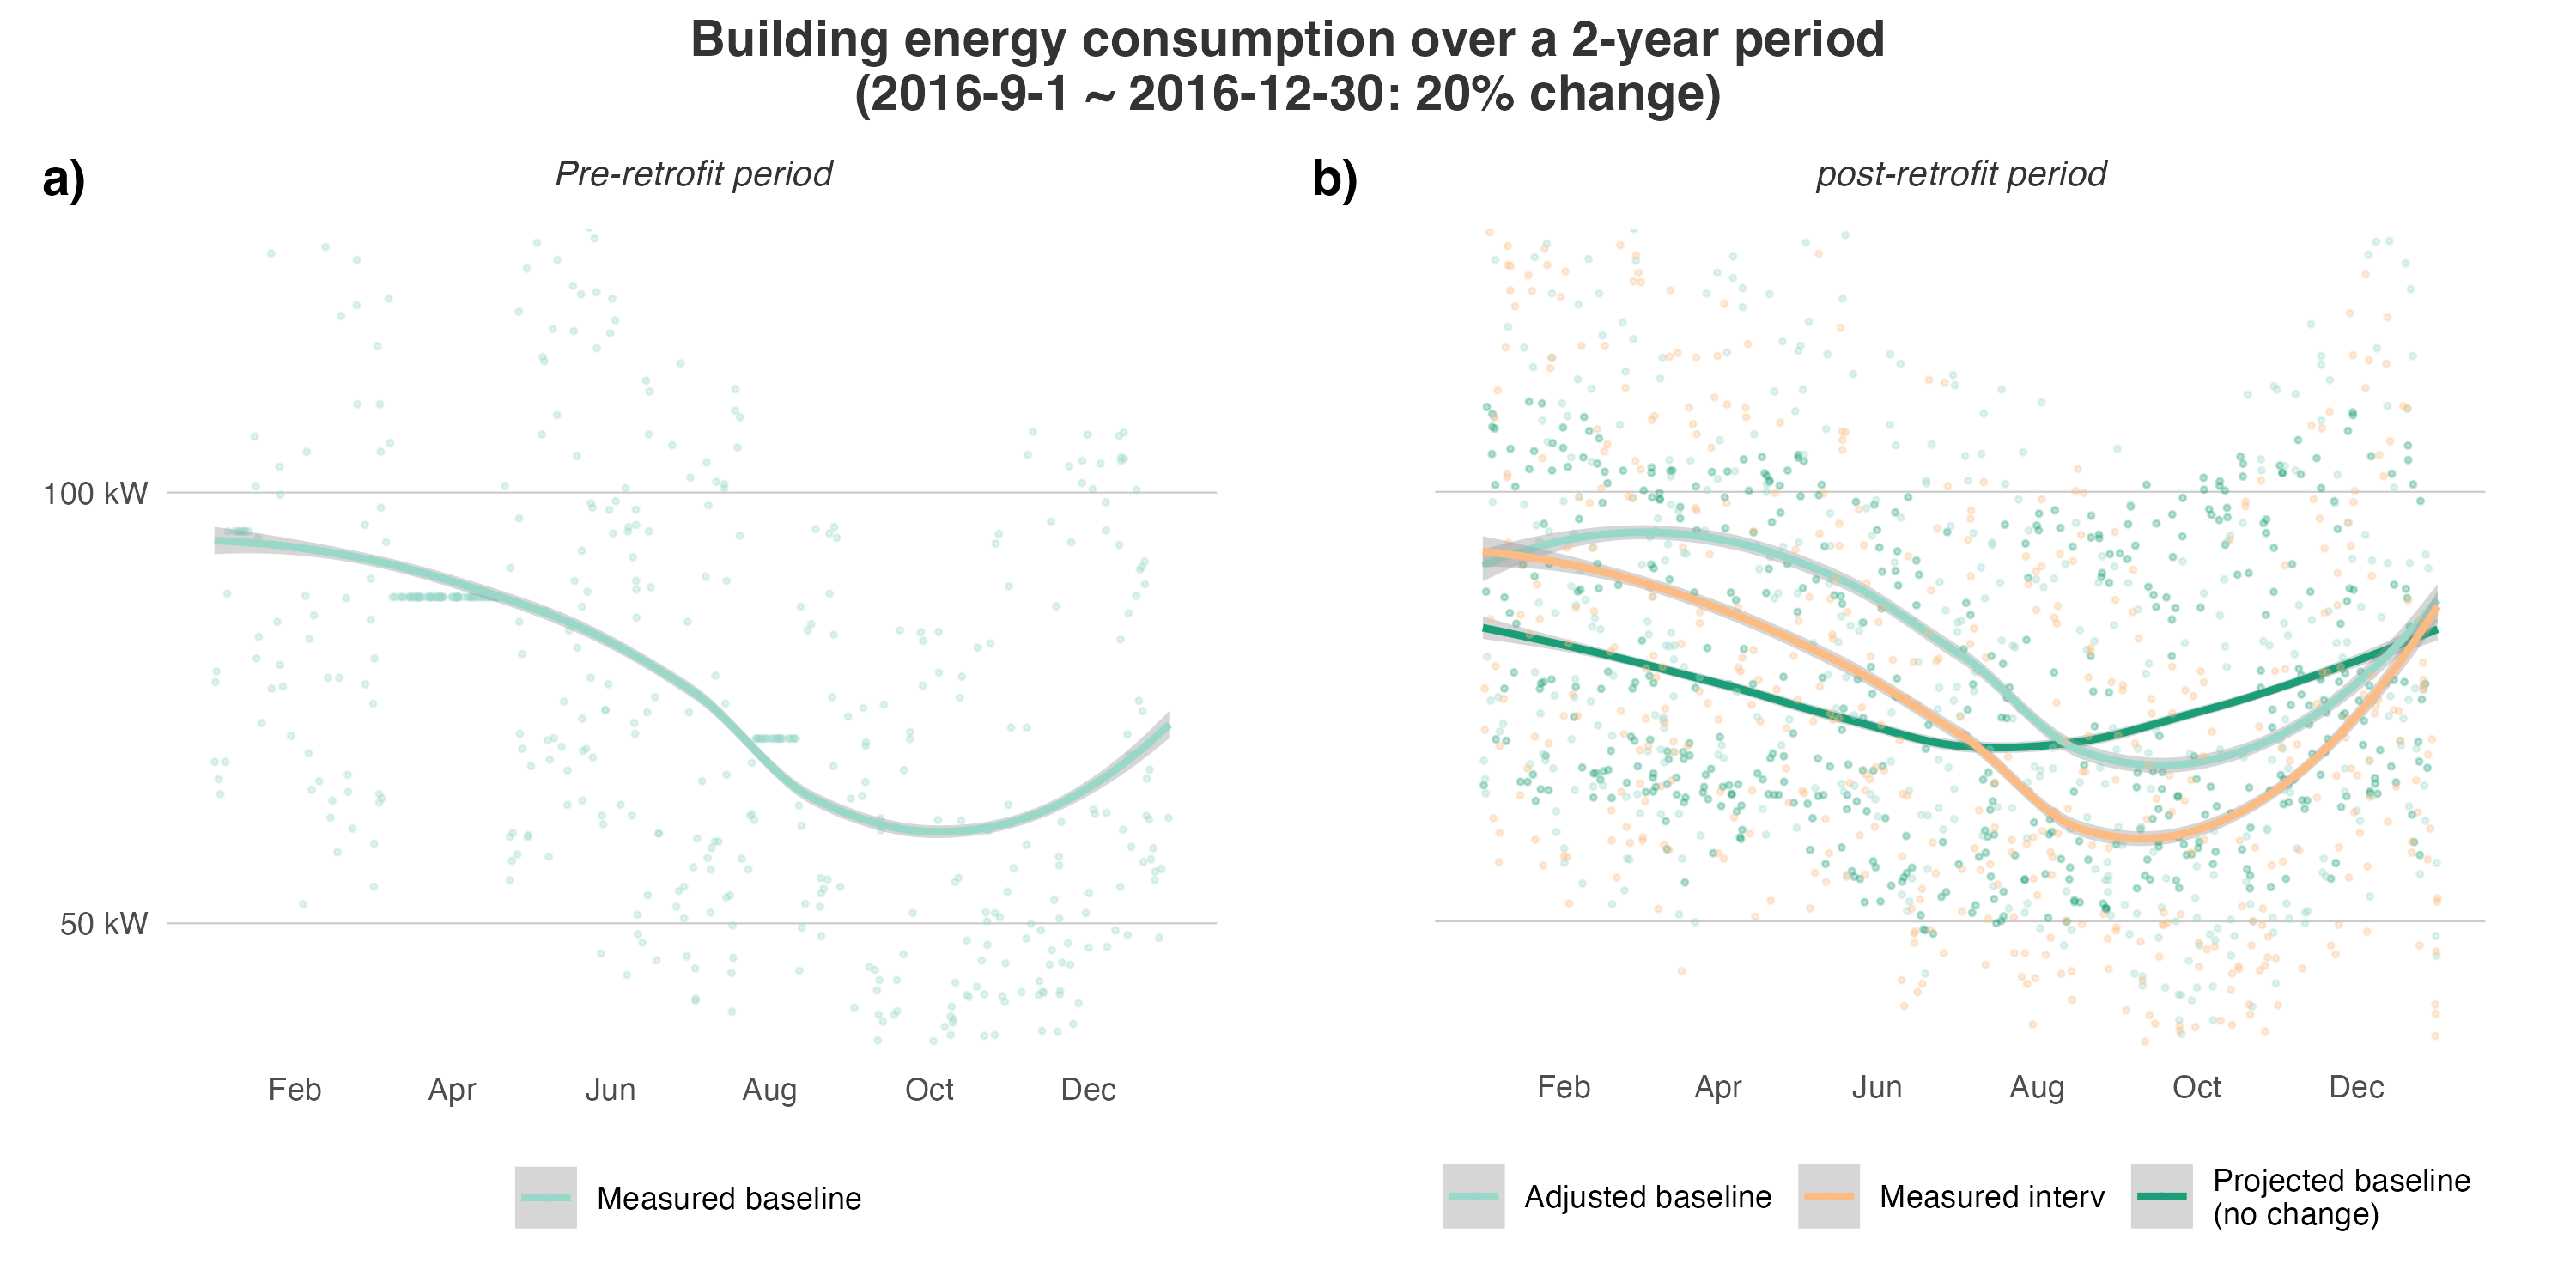 Building energy consumption over a 2-year period
(2016-9-1 ~ 2016-12-30: 20% change)
a)
Pre-retrofit period
100 kW
50 kW
Feb Apr Jun Aug Oct Dec
Measured baseline
b)
post-retrofit period
Feb Apr Jun Aug Oct Dec
Adjusted baseline
Measured interv
Projected baseline
(no change)